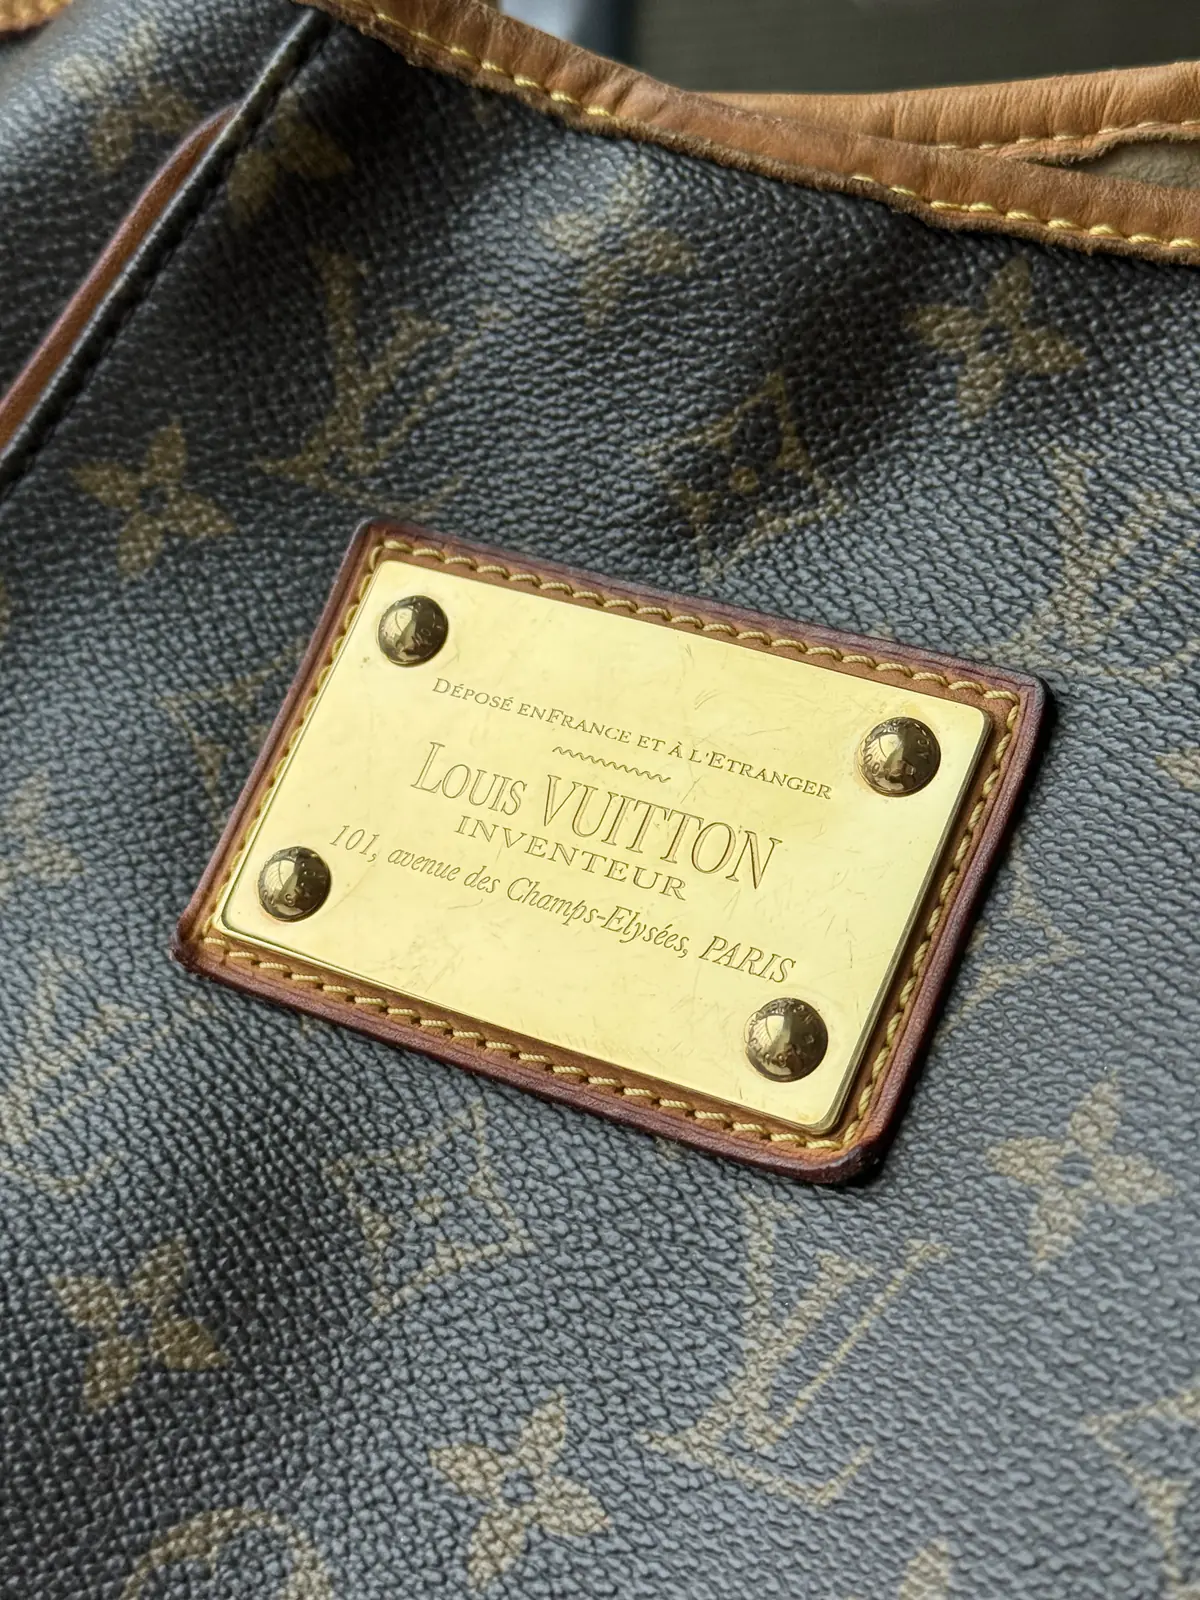 DÉPOSÉ ENFRANCE ET À L'ETRANGER
LOUIS VUITTON
INVENTEUR
101, avenue des Champs-Elysées, PARIS